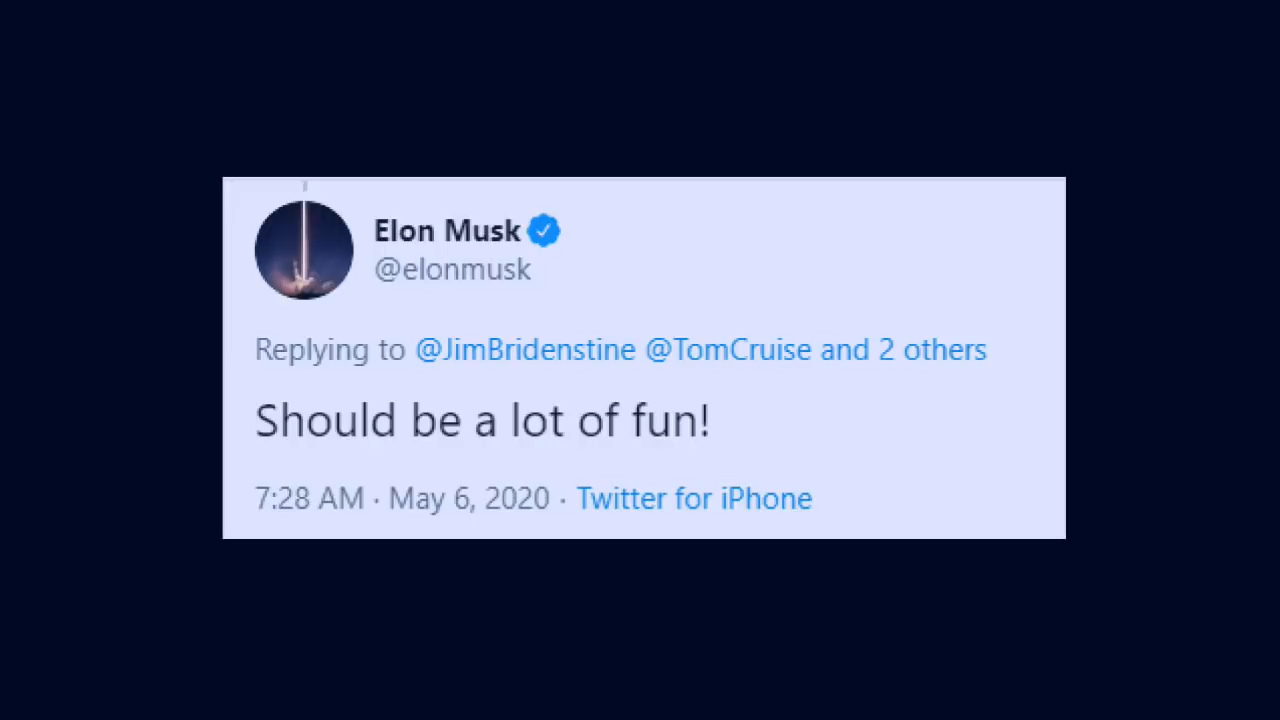 Elon Musk
@elonmusk
Replying to @JimBridenstine @TomCruise and 2 others
Should be a lot of fun!
7:28 AM · May 6, 2020 · Twitter for iPhone